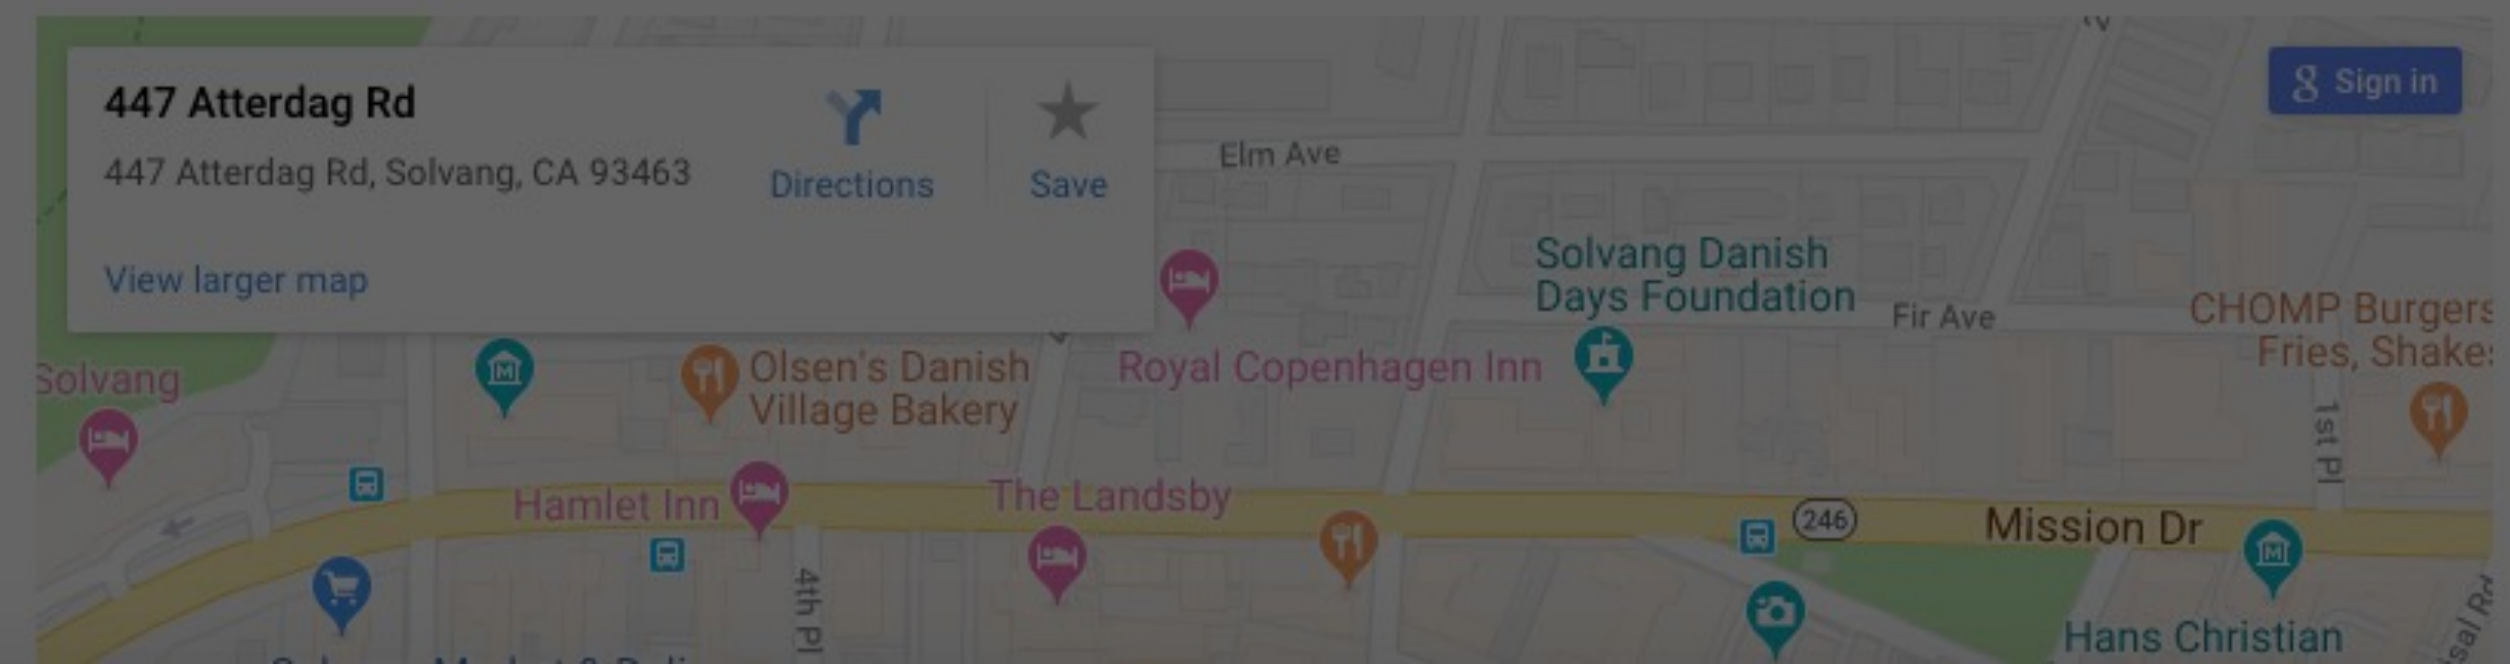 447 Atterdag Rd
447 Atterdag Rd, Solvang, CA 93463
Directions
Save
View larger map
g Sign in
Elm Ave
Solvang Danish
Days Foundation
Fir Ave
CHOMP Burgers
Fries, Shakes
Solvang
Olsen's Danish
Village Bakery
Royal Copenhagen Inn
1st Pl
Hamlet Inn
The Landsby
246
Mission Dr
4th Pl
Hans Christian